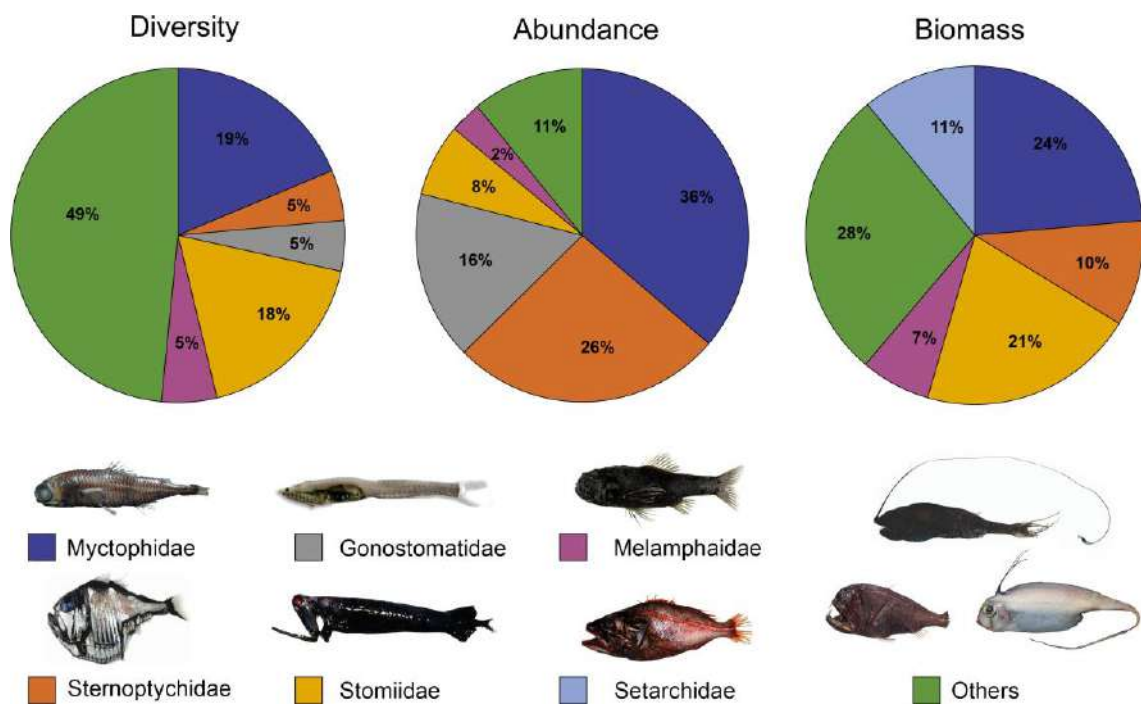 Diversity
Abundance
Biomass
19%
5%
5%
18%
5%
49%
36%
26%
16%
8%
2%
11%
24%
10%
21%
7%
28%
11%
Myctophidae
Gonostomatidae
Melamphaidae
Sternoptychidae
Stomiidae
Setarchidae
Others